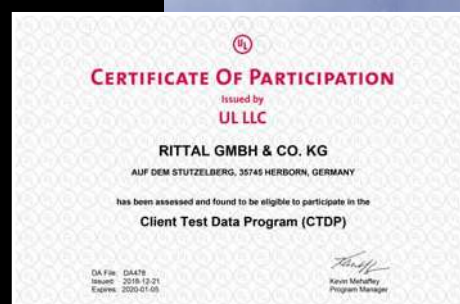 UL
CERTIFICATE OF PARTICIPATION
Issued by
UL LLC
RITTAL GMBH & CO. KG
AUF DEM STUTZELBERG, 35745 HERBORN, GERMANY
has been assessed and found to be eligible to participate in the
Client Test Data Program (CTDP)
DA File: DA478
Issued: 2018-12-21
Expires: 2020-01-05
Kevin Mehaffey
Program Manager